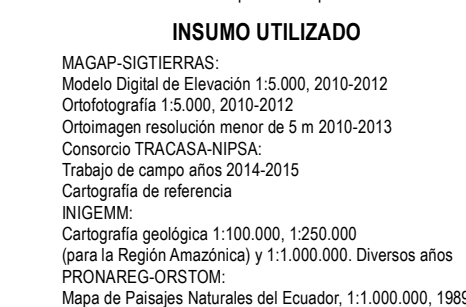 INSUMO UTILIZADO
MAGAP-SIGTIERRAS:
Modelo Digital de Elevación 1:5.000, 2010-2012
Ortofotografía 1:5.000, 2010-2012
Ortoimagen resolución menor de 5 m 2010-2013
Consorcio TRACASA-NIPSA:
Trabajo de campo años 2014-2015
Cartografía de referencia
INIGEMM:
Cartografía geológica 1:100.000, 1:250.000
(para la Región Amazónica) y 1:1.000.000. Diversos años
PRONAREG-ORSTOM:
Mapa de Paisajes Naturales del Ecuador, 1:1.000.000, 1989